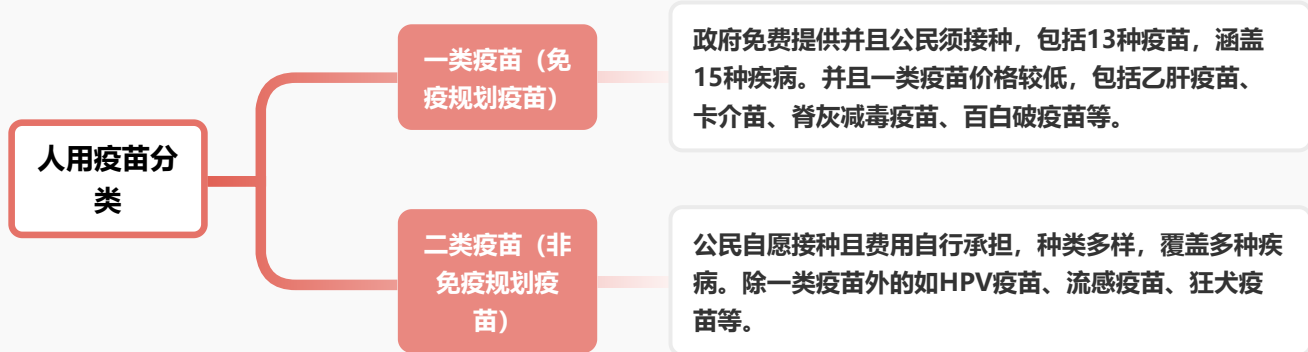 人用疫苗分
类
一类疫苗（免
疫规划疫苗）
政府免费提供并且公民须接种，包括13种疫苗，涵盖
15种疾病。并且一类疫苗价格较低，包括乙肝疫苗、
卡介苗、脊灰减毒疫苗、百白破疫苗等。
二类疫苗（非
免疫规划疫
苗）
公民自愿接种且费用自行承担，种类多样，覆盖多种疾
病。除一类疫苗外的如HPV疫苗、流感疫苗、狂犬疫
苗等。